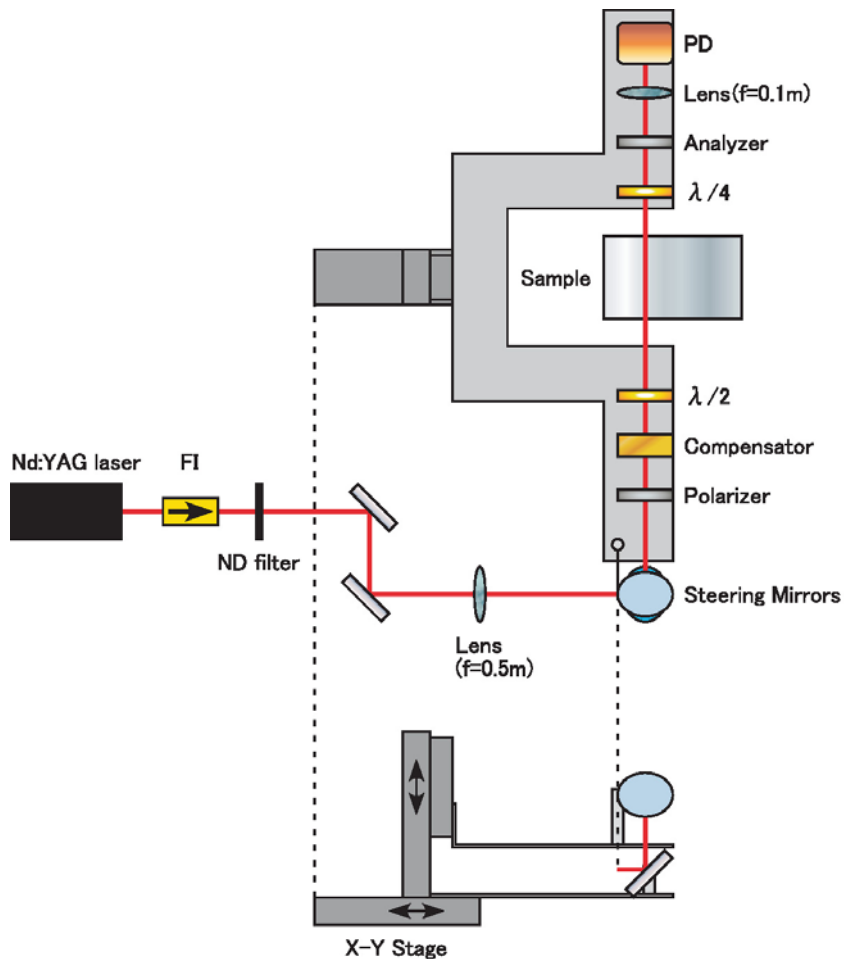 PD
Lens(f=0.1m)
Analyzer
λ/4
Sample
λ/2
Compensator
Polarizer
Nd:YAG laser
FI
ND filter
Steering Mirrors
Lens
(f=0.5m)
X-Y Stage